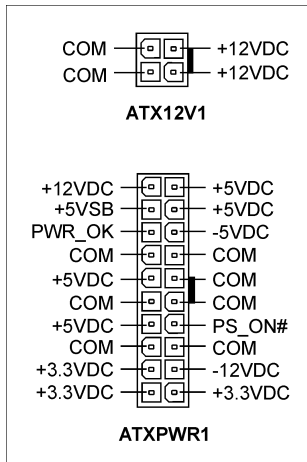 COM +12VDC
COM +12VDC
ATX12V1
+12VDC +5VDC
+5VSB +5VDC
PWR_OK -5VDC
COM COM
+5VDC COM
COM COM
+5VDC PS_ON#
COM COM
+3.3VDC -12VDC
+3.3VDC +3.3VDC
ATXPWR1